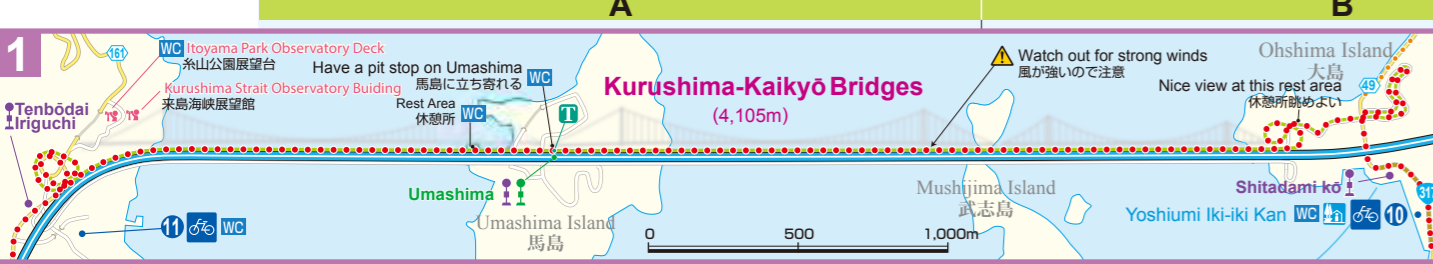 A
B
1
161
WC Itoyama Park Observatory Deck
糸山公園展望台
Kurushima Strait Observatory Buiding
来島海峡展望館
Tenbōdai
Iriguchi
Have a pit stop on Umashima
馬島に立ち寄れる
WC
Rest Area
休憩所
WC
T
Kurushima-Kaikyō Bridges
(4,105m)
Watch out for strong winds
風が強いので注意
Ohshima Island
大島
49
Nice view at this rest area
休憩所眺めよい
Umashima
Umashima Island
馬島
Mushijima Island
武志島
Shitadami kō
317
Yoshiumi Iki-iki Kan WC 10
11 WC
0 500 1,000m